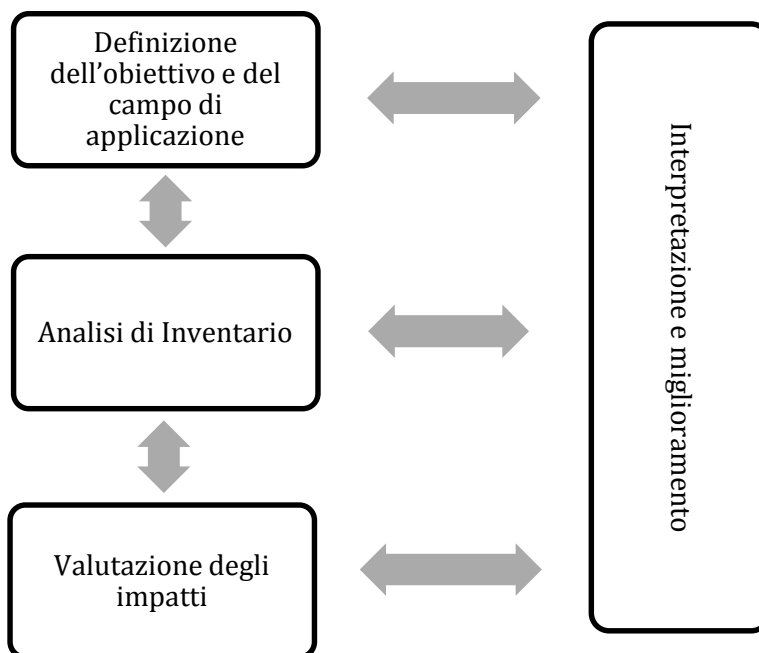 Definizione
dell’obiettivo e del
campo di
applicazione
Analisi di Inventario
Valutazione degli
impatti
Interpretazione e miglioramento